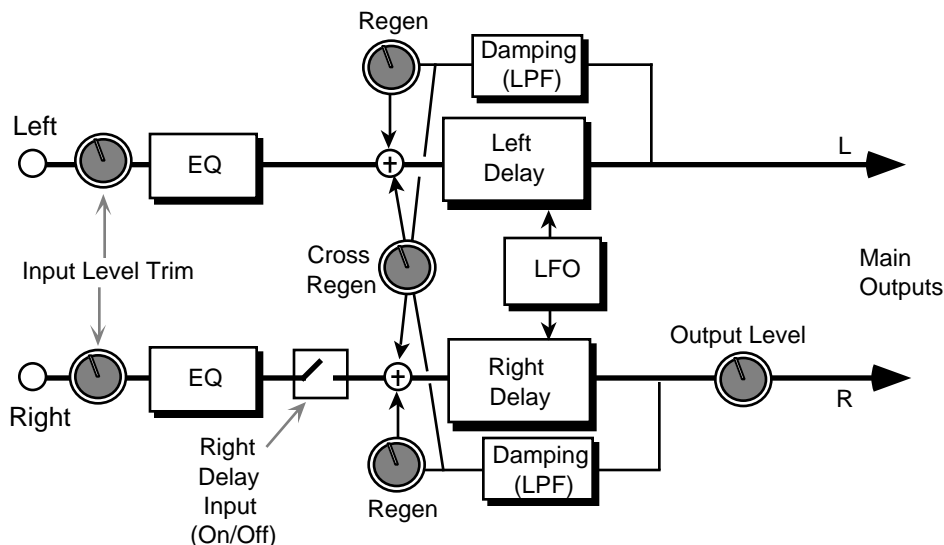 Regen
Damping
(LPF)
Left
EQ
Left
Delay
L
Input Level Trim
Cross
Regen
LFO
Main
Outputs
Output Level
EQ
Right
Delay
Right
R
Right
Delay
Input
(On/Off)
Regen
Damping
(LPF)